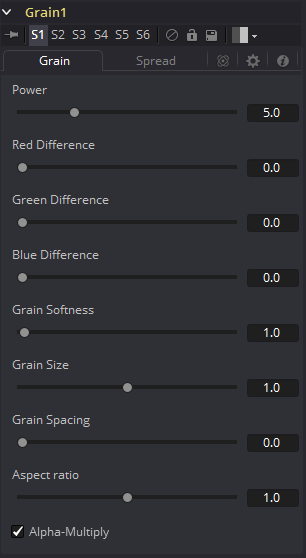 Grain1
S1 S2 S3 S4 S5 S6
Grain Spread
Power
5.0
Red Difference
0.0
Green Difference
0.0
Blue Difference
0.0
Grain Softness
1.0
Grain Size
1.0
Grain Spacing
0.0
Aspect ratio
1.0
Alpha-Multiply